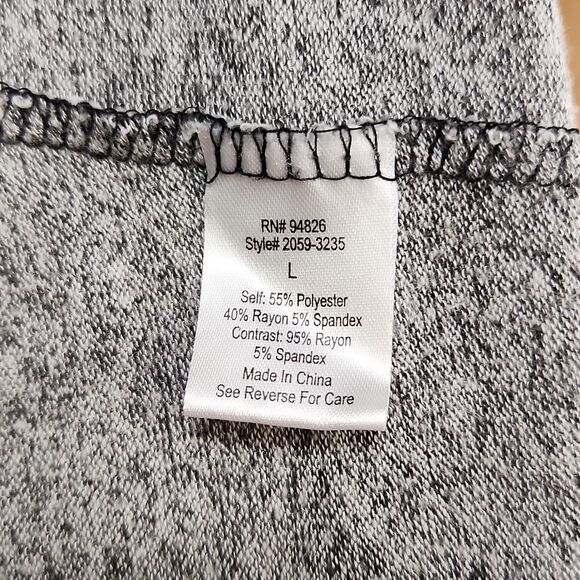 RN# 94826
Style# 2059-3235
L
Self: 55% Polyester
40% Rayon 5% Spandex
Contrast: 95% Rayon
5% Spandex
Made In China
See Reverse For Care